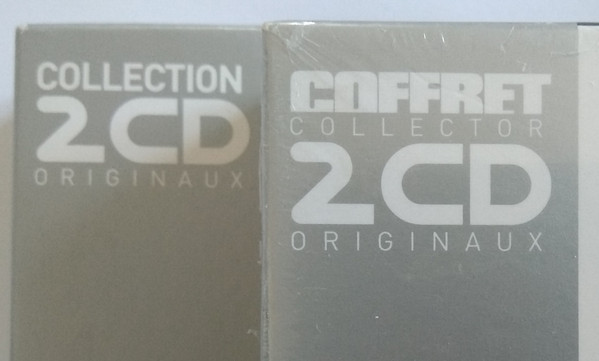 COLLECTION
2CD
ORIGINAUX
COFFRET
COLLECTOR
2CD
ORIGINAUX